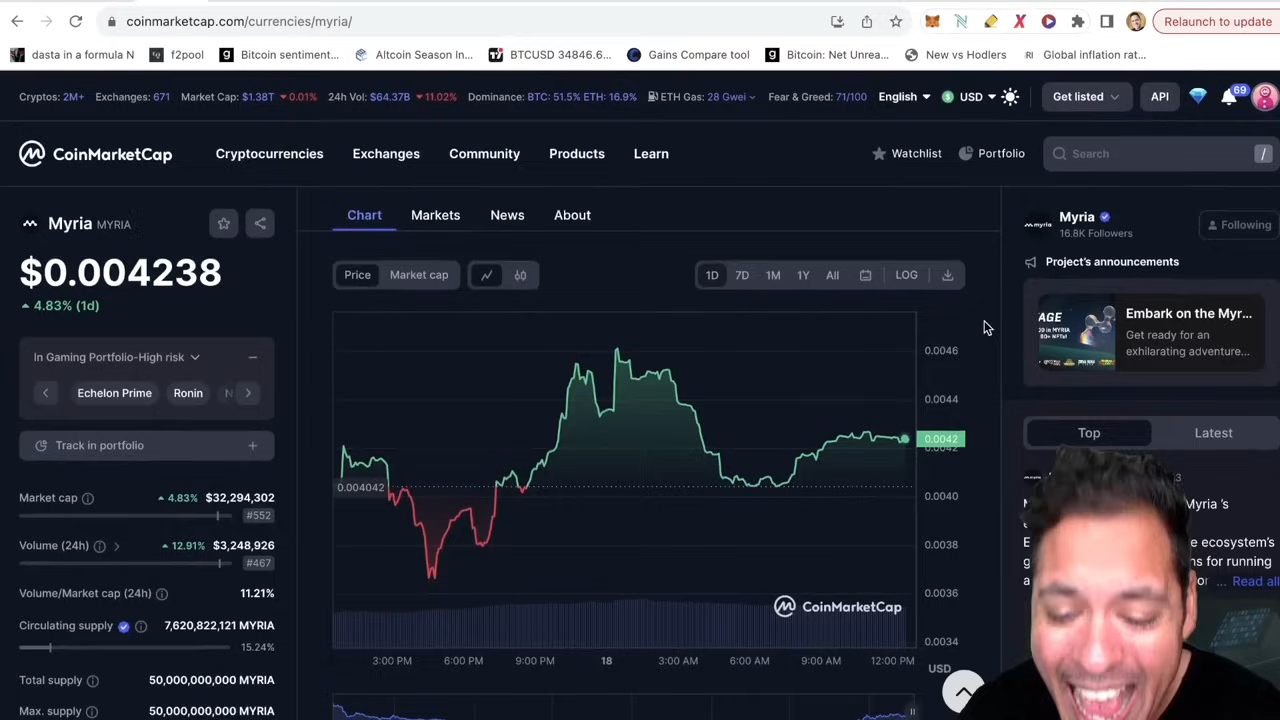 coinmarketcap.com/currencies/myria/
Relaunch to update
dasta in a formula N
f2pool
Bitcoin sentiment...
Altcoin Season In...
BTCUSD 34846.6...
Gains Compare tool
Bitcoin: Net Unrea...
New vs Hodlers
Global inflation rat...
Cryptos: 2M+ Exchanges: 671 Market Cap: $1.38T 0.01% 24h Vol: $64.37B 11.02% Dominance: BTC: 51.5% ETH: 16.9% ETH Gas: 28 Gwei Fear & Greed: 71/100
English
USD
Get listed
API
69
CoinMarketCap
Cryptocurrencies
Exchanges
Community
Products
Learn
Watchlist
Portfolio
Search
/
Myria MYRIA
$0.004238
4.83% (1d)
In Gaming Portfolio-High risk
Echelon Prime
Ronin
Track in portfolio
Market cap 4.83% $32,294,302
#552
Volume (24h) 12.91% $3,248,926
#467
Volume/Market cap (24h) 11.21%
Circulating supply 7,620,822,121 MYRIA
15.24%
Total supply 50,000,000,000 MYRIA
Max. supply 50,000,000,000 MYRIA
Chart
Markets
News
About
Price
Market cap
1D
7D
1M
1Y
All
LOG
0.0046
0.0044
0.0042
0.0042
0.004042
0.0040
0.0038
0.0036
0.0034
CoinMarketCap
3:00 PM
6:00 PM
9:00 PM
18
3:00 AM
6:00 AM
9:00 AM
12:00 PM
USD
myria
Myria
16.8K Followers
Following
Project's announcements
AGE
Embark on the Myr...
Get ready for an
exhilarating adventure...
Top
Latest
Myria 's
e ecosystem's
ns for running
... Read all